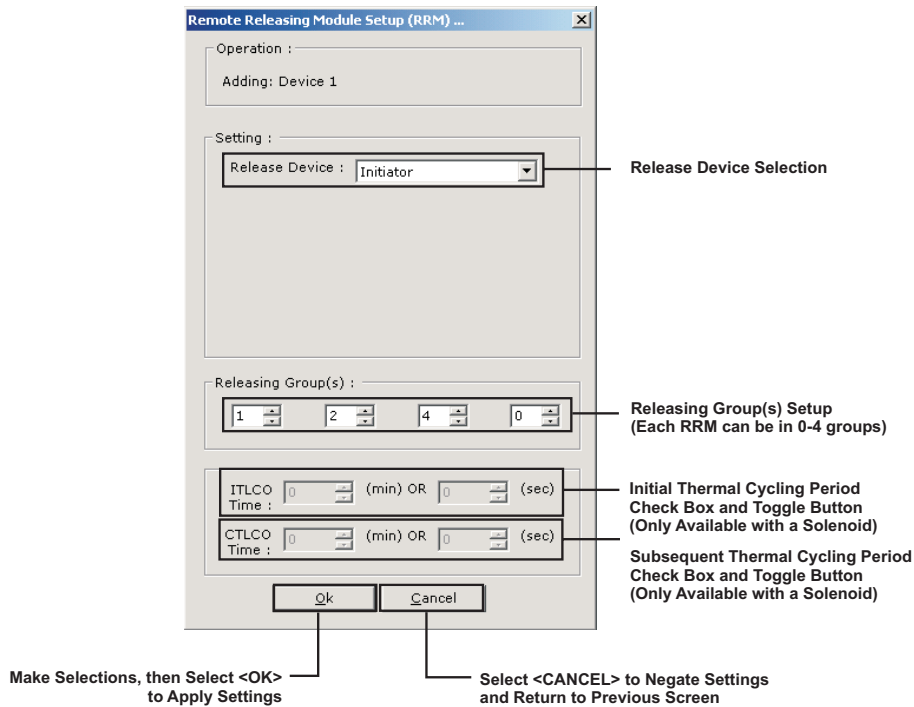 Remote Releasing Module Setup (RRM) ...
Operation :
Adding: Device 1
Setting :
Release Device : Initiator
Release Device Selection
Releasing Group(s) :
1 2 4 0
Releasing Group(s) Setup
(Each RRM can be in 0-4 groups)
ITLCO Time : 0 (min) OR 0 (sec)
Initial Thermal Cycling Period
Check Box and Toggle Button
(Only Available with a Solenoid)
CTLCO Time : 0 (min) OR 0 (sec)
Subsequent Thermal Cycling Period
Check Box and Toggle Button
(Only Available with a Solenoid)
Ok Cancel
Make Selections, then Select <OK>
to Apply Settings
Select <CANCEL> to Negate Settings
and Return to Previous Screen